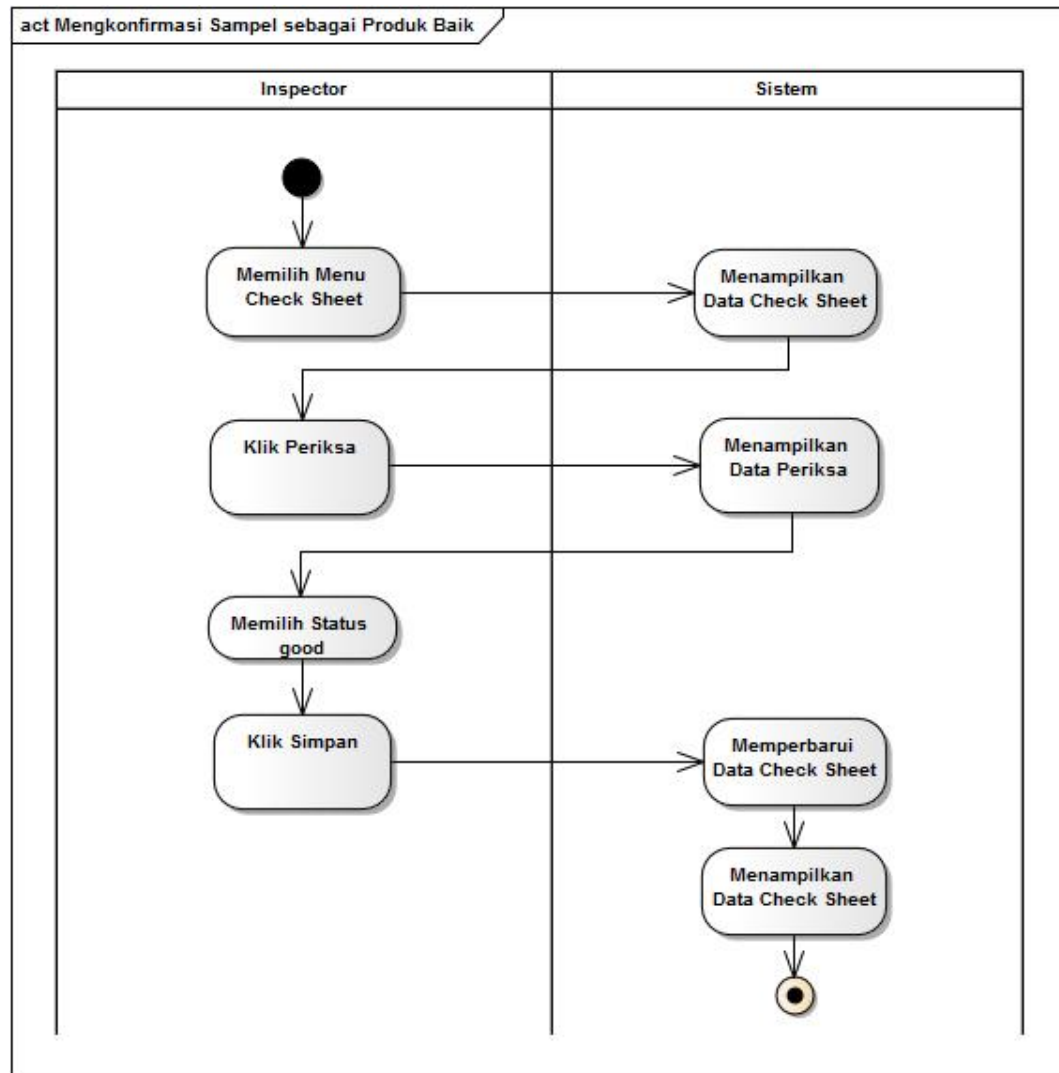 act Mengkonfirmasi Sampel sebagai Produk Baik
Inspector
Sistem
Memilih Menu
Check Sheet
Menampilkan
Data Check Sheet
Klik Periksa
Menampilkan
Data Periksa
Memilih Status
good
Klik Simpan
Memperbarui
Data Check Sheet
Menampilkan
Data Check Sheet